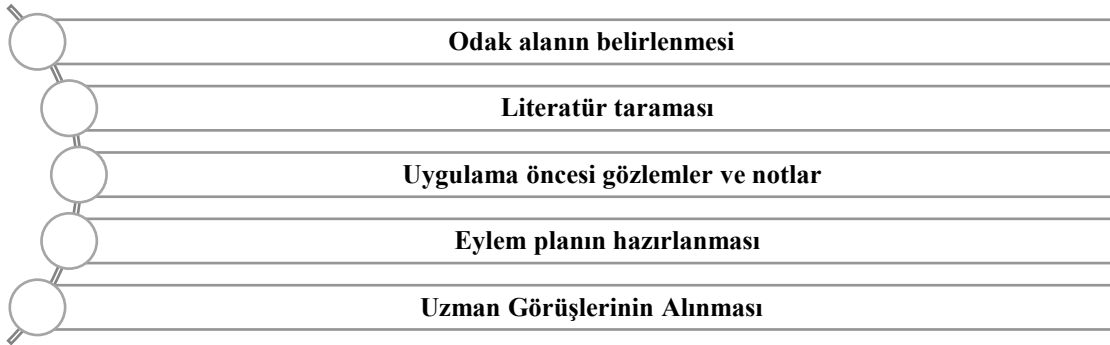 Odak alanın belirlenmesi
Literatür taraması
Uygulama öncesi gözlemler ve notlar
Eylem planın hazırlanması
Uzman Görüşlerinin Alınması